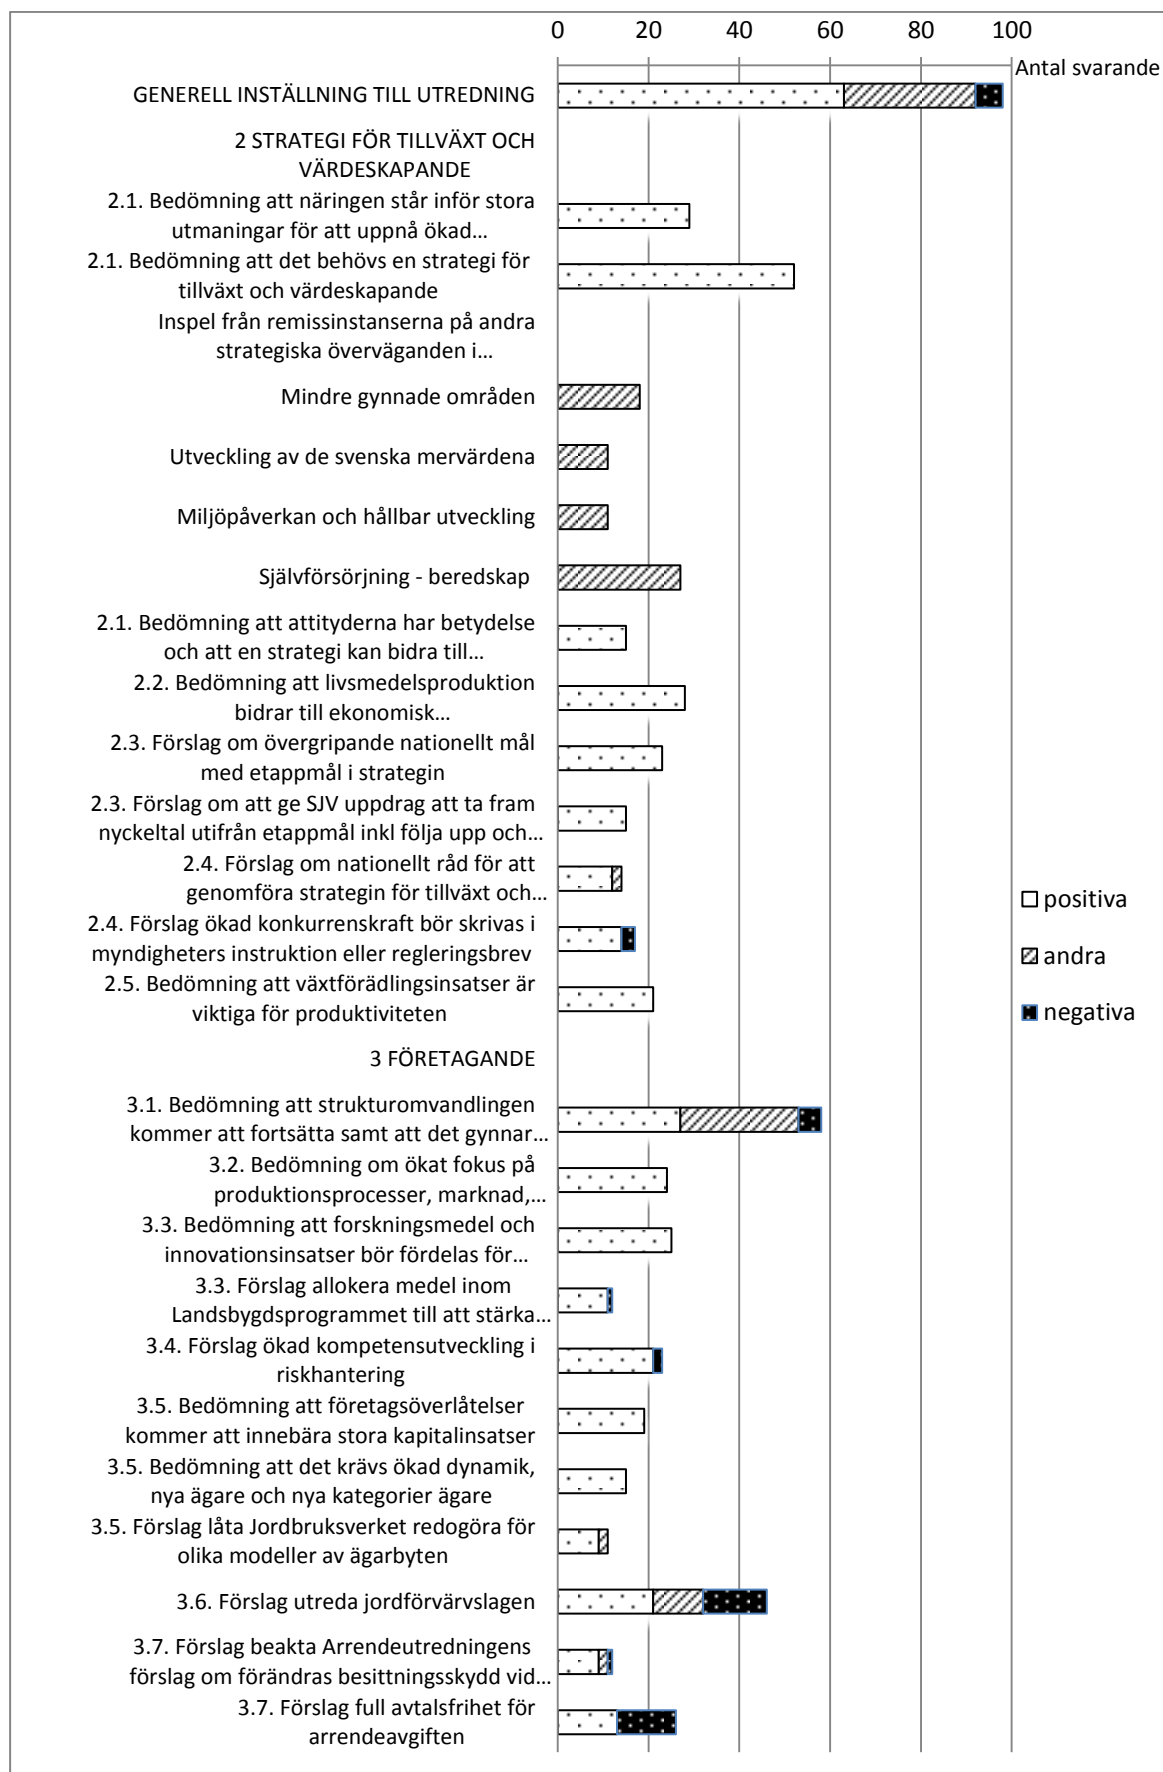 0 20 40 60 80 100
Antal svarande
GENERELL INSTÄLLNING TILL UTREDNING
2 STRATEGI FÖR TILLVÄXT OCH
VÄRDESKAPANDE
2.1. Bedömning att näringen står inför stora
utmaningar för att uppnå ökad...
2.1. Bedömning att det behövs en strategi för
tillväxt och värdeskapande
Inspel från remissinstanserna på andra
strategiska överväganden i...
Mindre gynnade områden
Utveckling av de svenska mervärdena
Miljöpåverkan och hållbar utveckling
Självförsörjning - beredskap
2.1. Bedömning att attityderna har betydelse
och att en strategi kan bidra till...
2.2. Bedömning att livsmedelsproduktion
bidrar till ekonomisk...
2.3. Förslag om övergripande nationellt mål
med etappmål i strategin
2.3. Förslag om att ge SJV uppdrag att ta fram
nyckeltal utifrån etappmål inkl följa upp och...
2.4. Förslag om nationellt råd för att
genomföra strategin för tillväxt och...
2.4. Förslag ökad konkurrenskraft bör skrivas i
myndigheters instruktion eller regleringsbrev
2.5. Bedömning att växtförädlingsinsatser är
viktiga för produktiviteten
3 FÖRETAGANDE
3.1. Bedömning att strukturomvandlingen
kommer att fortsätta samt att det gynnar...
3.2. Bedömning om ökat fokus på
produktionsprocesser, marknad,...
3.3. Bedömning att forskningsmedel och
innovationsinsatser bör fördelas för...
3.3. Förslag allokera medel inom
Landsbygdsprogrammet till att stärka...
3.4. Förslag ökad kompetensutveckling i
riskhantering
3.5. Bedömning att företagsöverlåtelser
kommer att innebära stora kapitalinsatser
3.5. Bedömning att det krävs ökad dynamik,
nya ägare och nya kategorier ägare
3.5. Förslag låta Jordbruksverket redogöra för
olika modeller av ägarbyten
3.6. Förslag utreda jordförvärvslagen
3.7. Förslag beakta Arrendeutredningens
förslag om förändras besittningsskydd vid...
3.7. Förslag full avtalsfrihet för
arrendeavgiften
positiva
andra
negativa